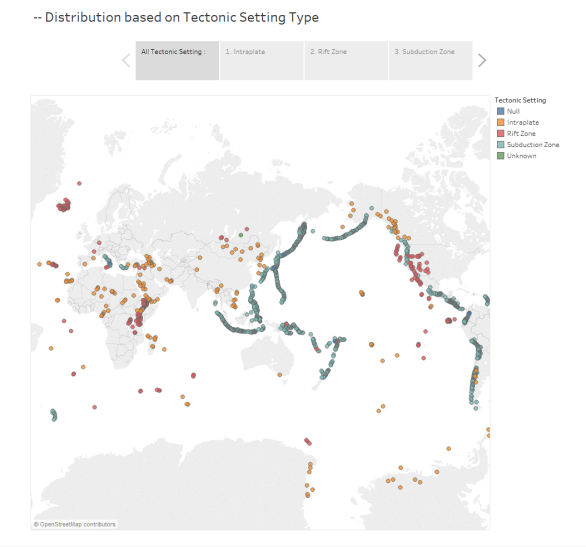 -- Distribution based on Tectonic Setting Type
All Tectonic Setting :
1. Intraplate
2. Rift Zone
3. Subduction Zone
Tectonic Setting
Null
Intraplate
Rift Zone
Subduction Zone
Unknown
© OpenStreetMap contributors